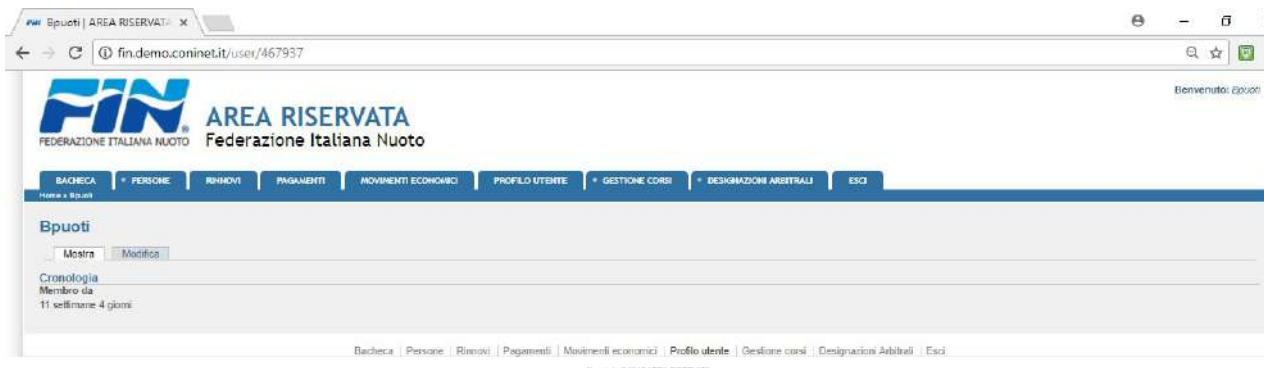 Bpuoti | AREA RISERVATA
fin.demo.coninet.it/user/467937
Benvenuto: Bpuoti
FIN
FEDERAZIONE ITALIANA NUOTO
AREA RISERVATA
Federazione Italiana Nuoto
BACHECA PERSONE RINNOVI PAGAMENTI MOVIMENTI ECONOMICI PROFILO UTENTE GESTIONE CORSI DESIGNAZIONI ARBITRALI ESCI
Home » Bpuoti
Bpuoti
Mostra Modifica
Cronologia
Membro da
11 settimane 4 giorni
Bacheca | Persone | Rinnovi | Pagamenti | Movimenti economici | Profilo utente | Gestione corsi | Designazioni Arbitrali | Esci